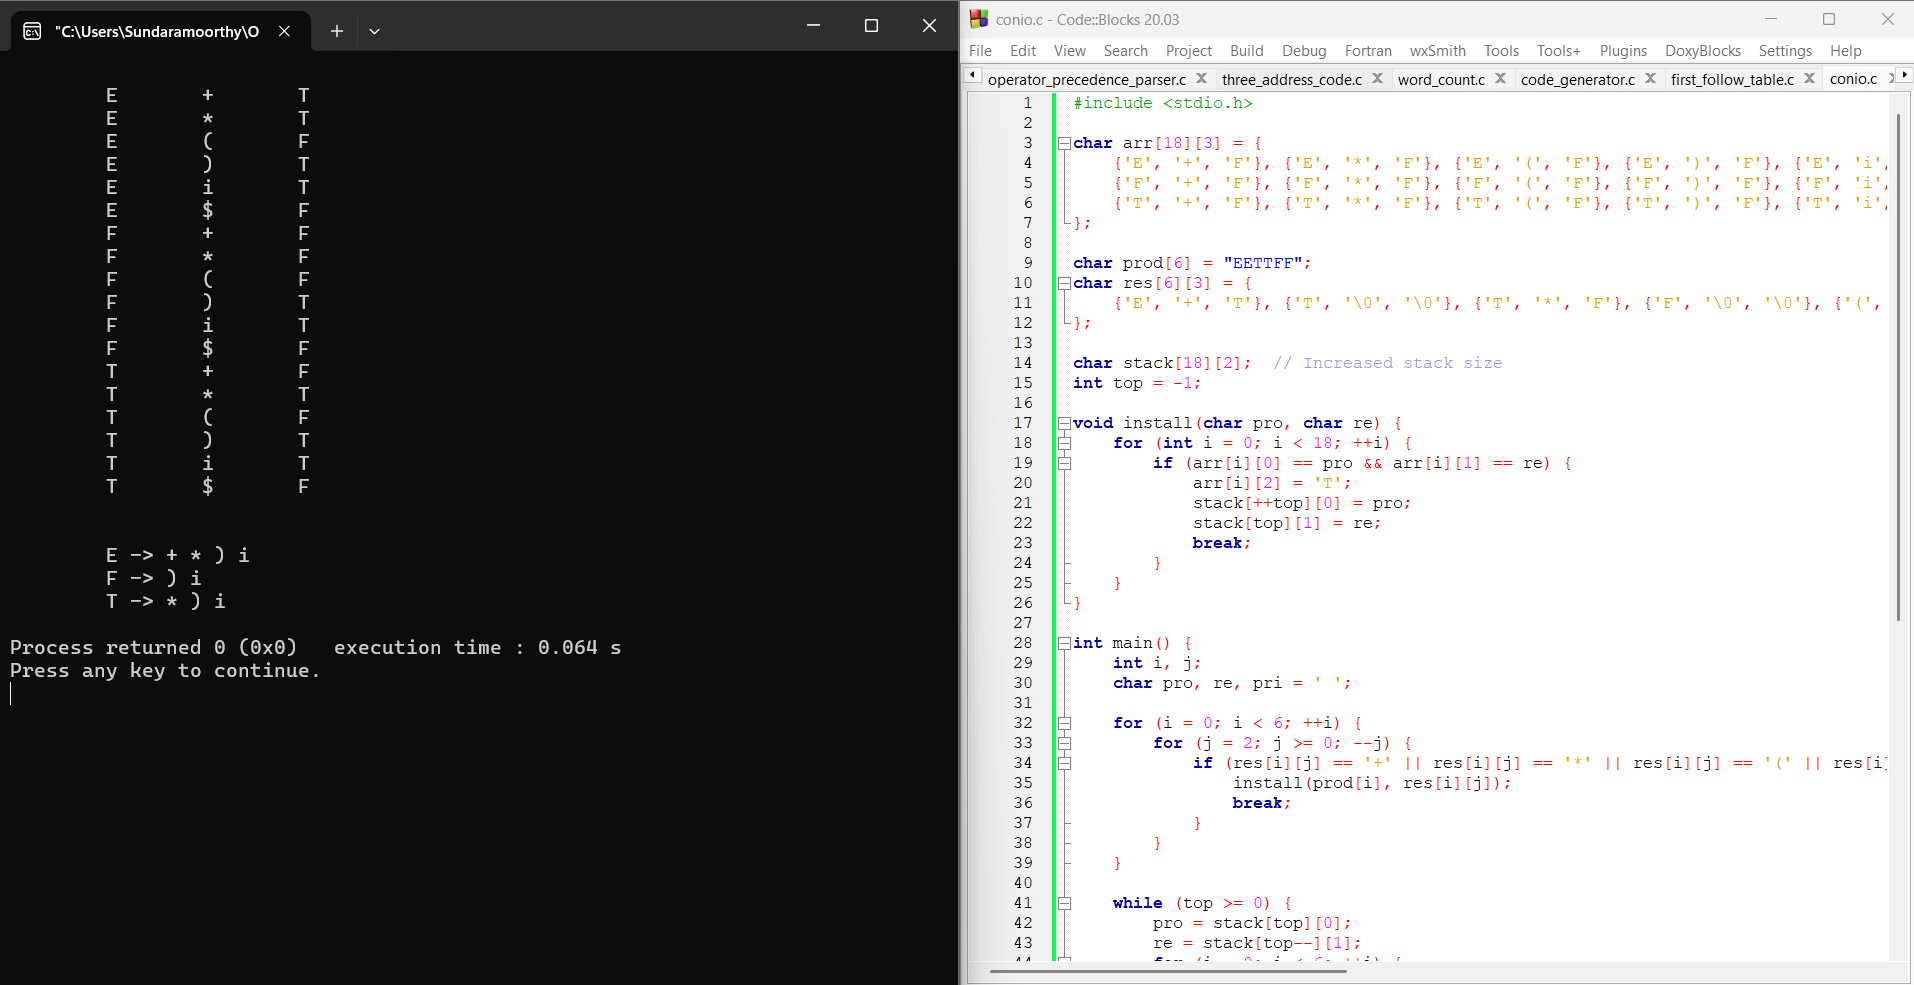 "C:\Users\Sundaramoorthy\O
E + T
E * T
E ( F
E ) T
E i T
E $ F
F + F
F * F
F ( F
F ) T
F i T
F $ F
T + F
T * T
T ( F
T ) T
T i T
T $ F
E -> + * ) i
F -> ) i
T -> * ) i
Process returned 0 (0x0)   execution time : 0.064 s
Press any key to continue.
conio.c - Code::Blocks 20.03
File Edit View Search Project Build Debug Fortran wxSmith Tools Tools+ Plugins DoxyBlocks Settings Help
operator_precedence_parser.c three_address_code.c word_count.c code_generator.c first_follow_table.c conio.c
1 #include <stdio.h>
2
3 char arr[18][3] = {
4     {'E', '+', 'F'}, {'E', '*', 'F'}, {'E', '(', 'F'}, {'E', ')', 'F'}, {'E', 'i',
5     {'F', '+', 'F'}, {'F', '*', 'F'}, {'F', '(', 'F'}, {'F', ')', 'F'}, {'F', 'i',
6     {'T', '+', 'F'}, {'T', '*', 'F'}, {'T', '(', 'F'}, {'T', ')', 'F'}, {'T', 'i',
7 };
8
9 char prod[6] = "EETTFF";
10 char res[6][3] = {
11     {'E', '+', 'T'}, {'T', '\0', '\0'}, {'T', '*', 'F'}, {'F', '\0', '\0'}, {'(',
12 };
13
14 char stack[18][2];  // Increased stack size
15 int top = -1;
16
17 void install(char pro, char re) {
18     for (int i = 0; i < 18; ++i) {
19         if (arr[i][0] == pro && arr[i][1] == re) {
20             arr[i][2] = 'T';
21             stack[++top][0] = pro;
22             stack[top][1] = re;
23             break;
24         }
25     }
26 }
27
28 int main() {
29     int i, j;
30     char pro, re, pri = ' ';
31
32     for (i = 0; i < 6; ++i) {
33         for (j = 2; j >= 0; --j) {
34             if (res[i][j] == '+' || res[i][j] == '*' || res[i][j] == '(' || res[i]
35                 install(prod[i], res[i][j]);
36                 break;
37             }
38         }
39     }
40
41     while (top >= 0) {
42         pro = stack[top][0];
43         re = stack[top--][1];